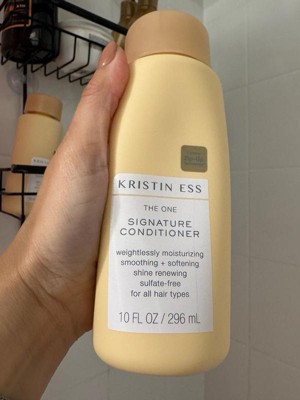 KRISTIN ESS
THE ONE
SIGNATURE
CONDITIONER
weightlessly moisturizing
smoothing + softening
shine renewing
sulfate-free
for all hair types
10 FL OZ / 296 mL